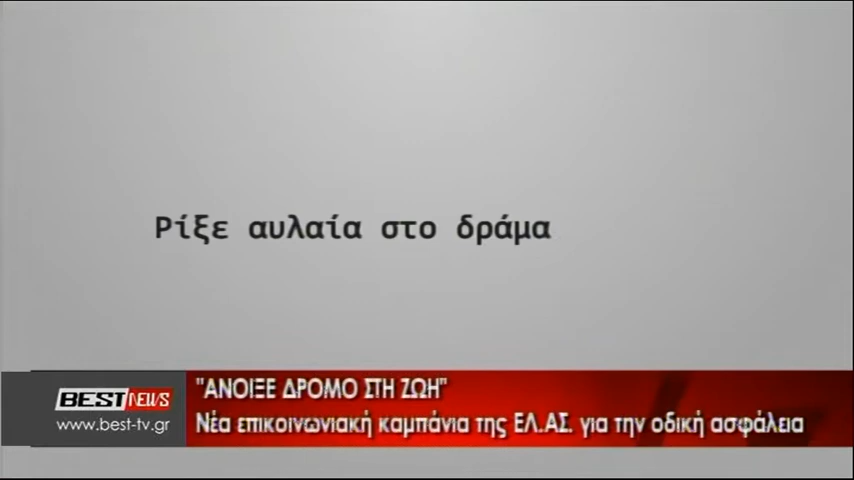 Ρίξε αυλαία στο δράμα
"ΑΝΟΙΞΕ ΔΡΟΜΟ ΣΤΗ ΖΩΗ"
BEST NEWS
www.best-tv.gr
Νέα επικοινωνιακή καμπάνια της ΕΛ.ΑΣ. για την οδική ασφάλεια